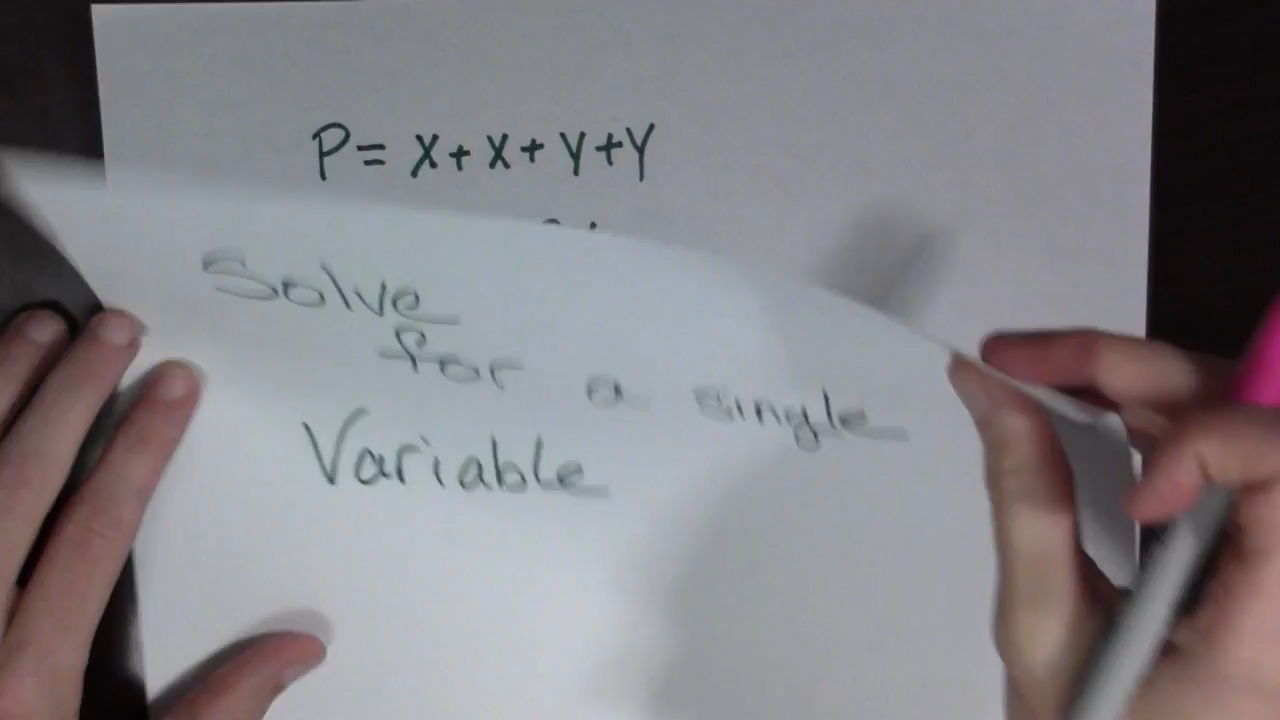 P = X + X + Y + Y
Solve
for a single
Variable